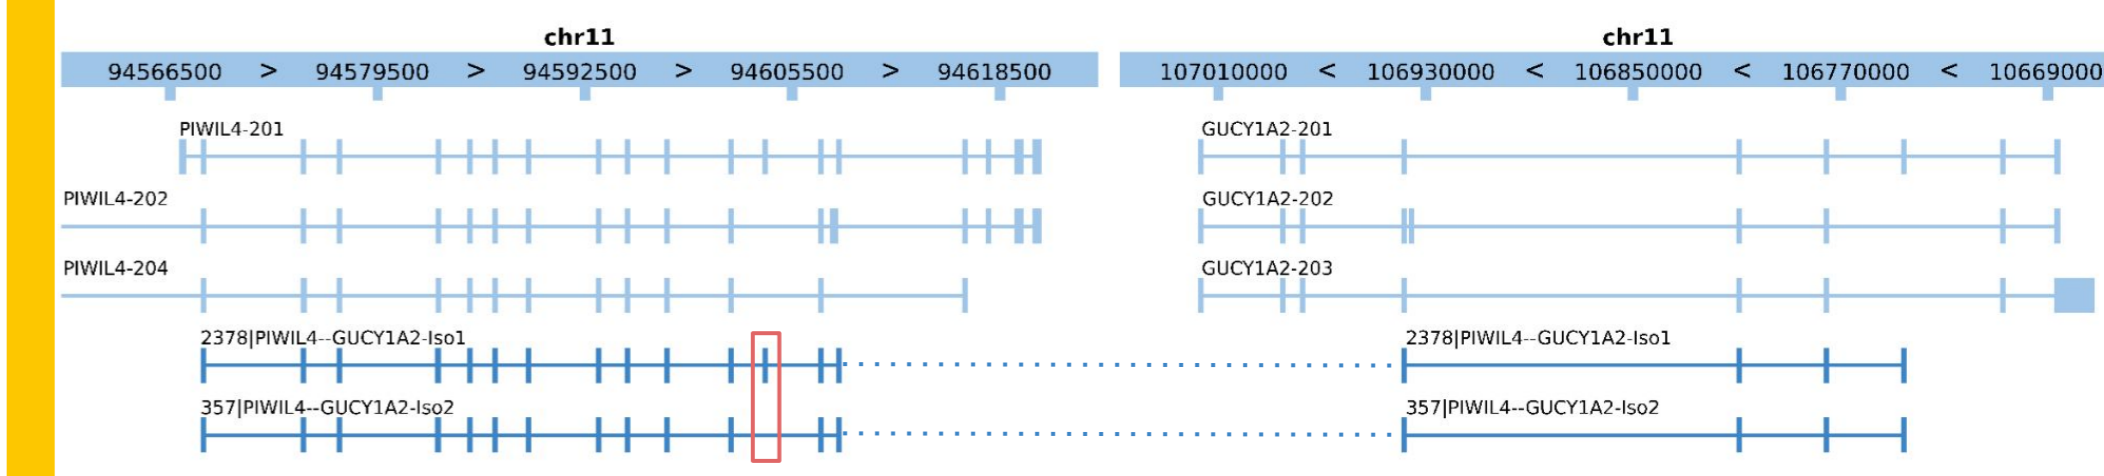 chr11 chr11
94566500 > 94579500 > 94592500 > 94605500 > 94618500 107010000 < 106930000 < 106850000 < 106770000 < 10669000
PIWIL4-201 GUCY1A2-201
PIWIL4-202 GUCY1A2-202
PIWIL4-204 GUCY1A2-203
2378|PIWIL4--GUCY1A2-Iso1 2378|PIWIL4--GUCY1A2-Iso1
357|PIWIL4--GUCY1A2-Iso2 357|PIWIL4--GUCY1A2-Iso2